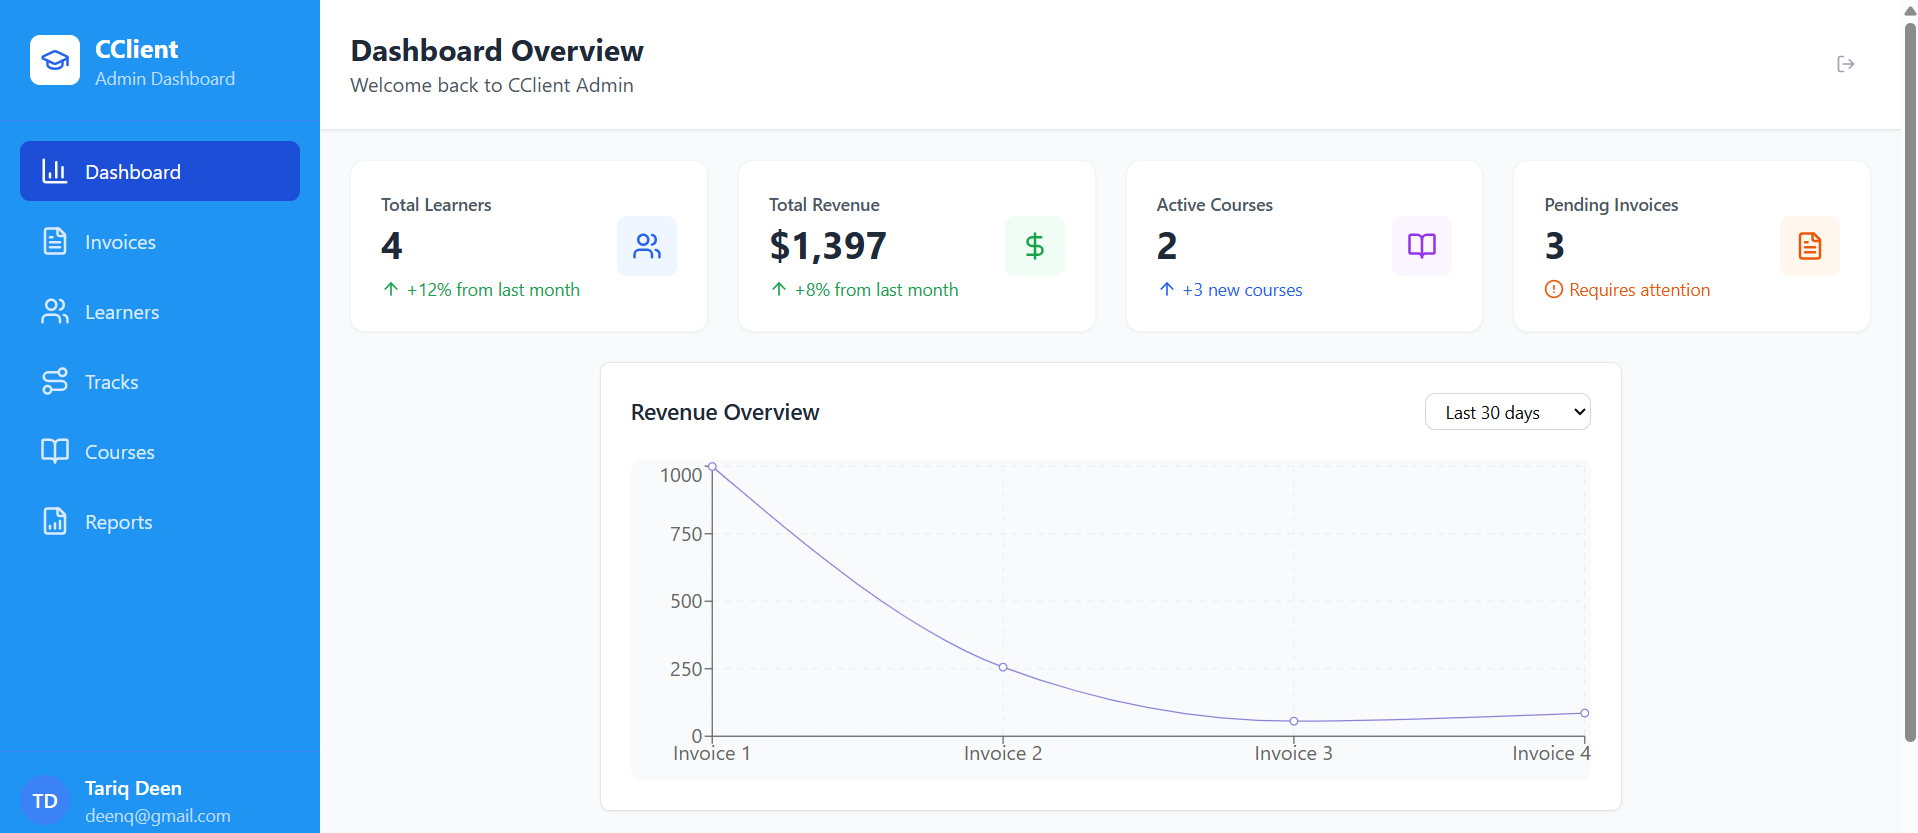 CClient
Admin Dashboard
Dashboard
Invoices
Learners
Tracks
Courses
Reports
TD
Tariq Deen
deenq@gmail.com
Dashboard Overview
Welcome back to CClient Admin
Total Learners
4
+12% from last month
Total Revenue
$1,397
+8% from last month
Active Courses
2
+3 new courses
Pending Invoices
3
Requires attention
Revenue Overview
Last 30 days
1000
750
500
250
0
Invoice 1
Invoice 2
Invoice 3
Invoice 4